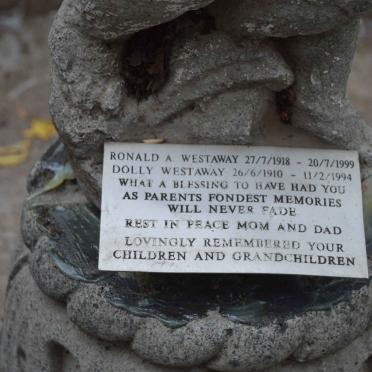 RONALD A. WESTAWAY 27/7/1918 - 20/7/1999
DOLLY WESTAWAY 26/6/1910 - 11/2/1994
WHAT A BLESSING TO HAVE HAD YOU
AS PARENTS FONDEST MEMORIES
WILL NEVER FADE
REST IN PEACE MOM AND DAD
LOVINGLY REMEMBERED YOUR
CHILDREN AND GRANDCHILDREN